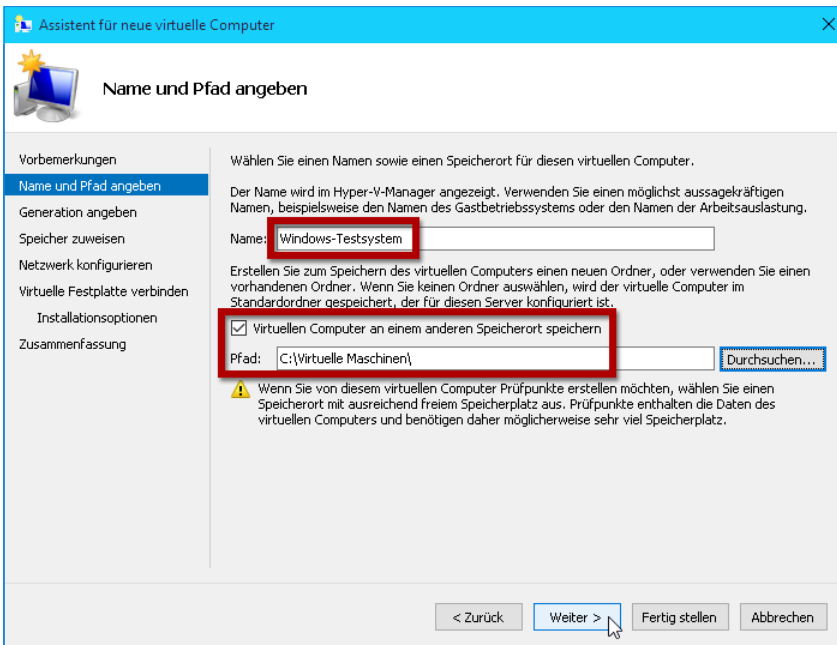 Assistent für neue virtuelle Computer
Name und Pfad angeben
Vorbemerkungen
Name und Pfad angeben
Generation angeben
Speicher zuweisen
Netzwerk konfigurieren
Virtuelle Festplatte verbinden
Installationsoptionen
Zusammenfassung
Wählen Sie einen Namen sowie einen Speicherort für diesen virtuellen Computer.
Der Name wird im Hyper-V-Manager angezeigt. Verwenden Sie einen möglichst aussagekräftigen
Namen, beispielsweise den Namen des Gastbetriebssystems oder den Namen der Arbeitsauslastung.
Name: Windows-Testsystem
Erstellen Sie zum Speichern des virtuellen Computers einen neuen Ordner, oder verwenden Sie einen
vorhandenen Ordner. Wenn Sie keinen Ordner auswählen, wird der virtuelle Computer im
Standardordner gespeichert, der für diesen Server konfiguriert ist.
Virtuellen Computer an einem anderen Speicherort speichern
Pfad: C:\Virtuelle Maschinen\ Durchsuchen...
Wenn Sie von diesem virtuellen Computer Prüfpunkte erstellen möchten, wählen Sie einen
Speicherort mit ausreichend freiem Speicherplatz aus. Prüfpunkte enthalten die Daten des
virtuellen Computers und benötigen daher möglicherweise sehr viel Speicherplatz.
< Zurück Weiter > Fertig stellen Abbrechen